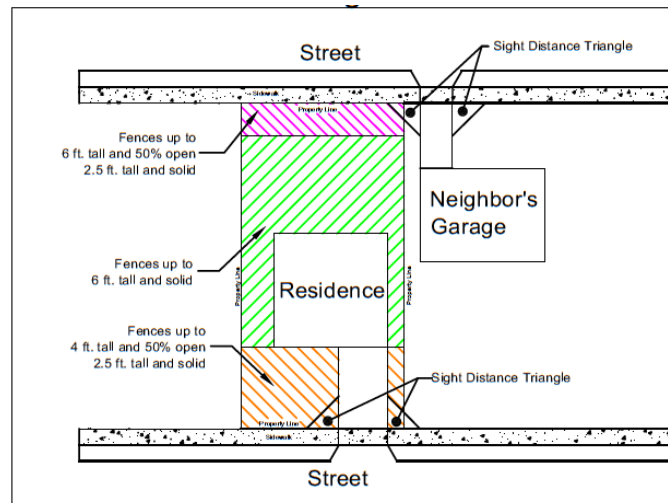 Street
Sight Distance Triangle
Sidewalk
Property Line
Fences up to
6 ft. tall and 50% open
2.5 ft. tall and solid
Neighbor's
Garage
Fences up to
6 ft. tall and solid
Property Line
Property Line
Residence
Fences up to
4 ft. tall and 50% open
2.5 ft. tall and solid
Sight Distance Triangle
Property Line
Sidewalk
Street